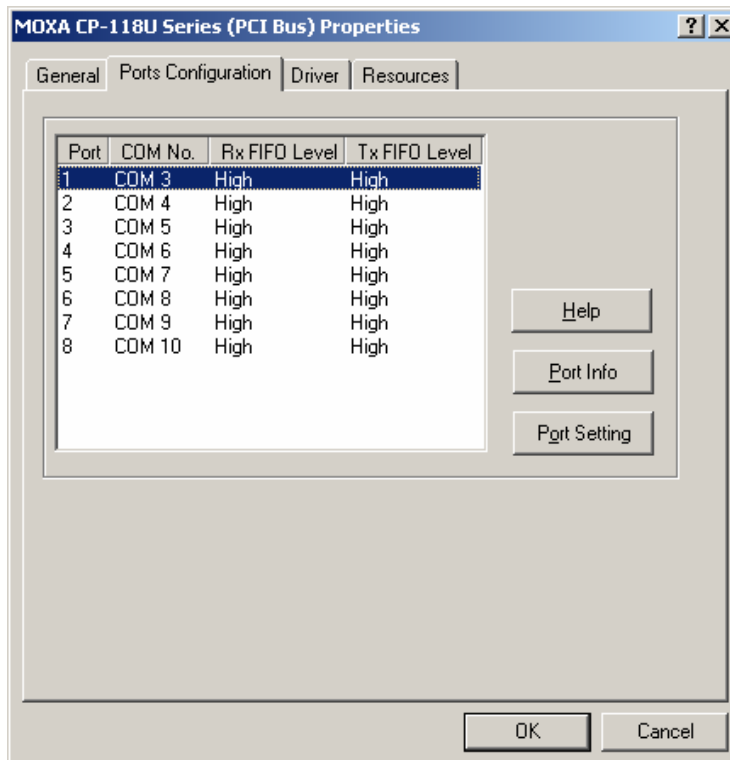 MOXA CP-118U Series (PCI Bus) Properties
General Ports Configuration Driver Resources
Port COM No. Rx FIFO Level Tx FIFO Level
1 COM 3 High High
2 COM 4 High High
3 COM 5 High High
4 COM 6 High High
5 COM 7 High High
6 COM 8 High High
7 COM 9 High High
8 COM 10 High High
Help
Port Info
Port Setting
OK Cancel